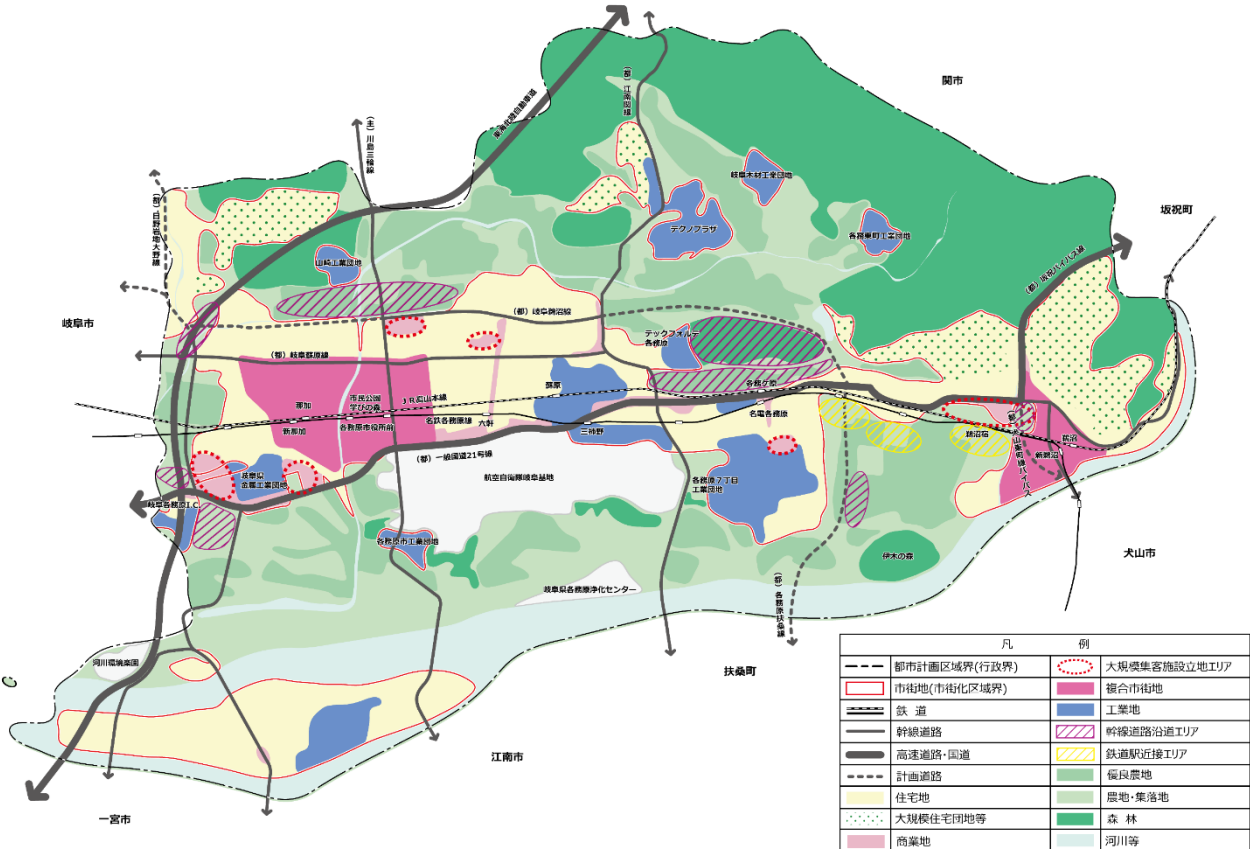 関市
坂祝町
岐阜市
犬山市
扶桑町
江南市
一宮市
東海北陸自動車道
(都)江南関線
(主)川島三輪線
(都)日野岩地大野線
岐阜木材工業団地
テクノプラザ
各務東町工業団地
山崎工業団地
(都)坂祝バイパス線
(都)岐阜鵜沼線
テックフォルテ
各務原
(都)岐阜蘇原線
蘇原
各務ケ原
市民公園
学びの森
JR高山本線
那加
名鉄各務原線
六軒
新那加
各務原市役所前
三柿野
名電各務原
鵜沼宿
鵜沼
新鵜沼
(都)一般国道21号線
航空自衛隊岐阜基地
岐阜県
金属工業団地
各務原7丁目
工業団地
岐阜各務原I.C.
各務原市工業団地
伊木の森
岐阜県各務原浄化センター
(都)各務原扶桑線
河川環境楽園
凡 例
都市計画区域界(行政界)
大規模集客施設立地エリア
市街地(市街化区域界)
複合市街地
鉄 道
工業地
幹線道路
幹線道路沿道エリア
高速道路・国道
鉄道駅近接エリア
計画道路
優良農地
住宅地
農地・集落地
大規模住宅団地等
森 林
商業地
河川等